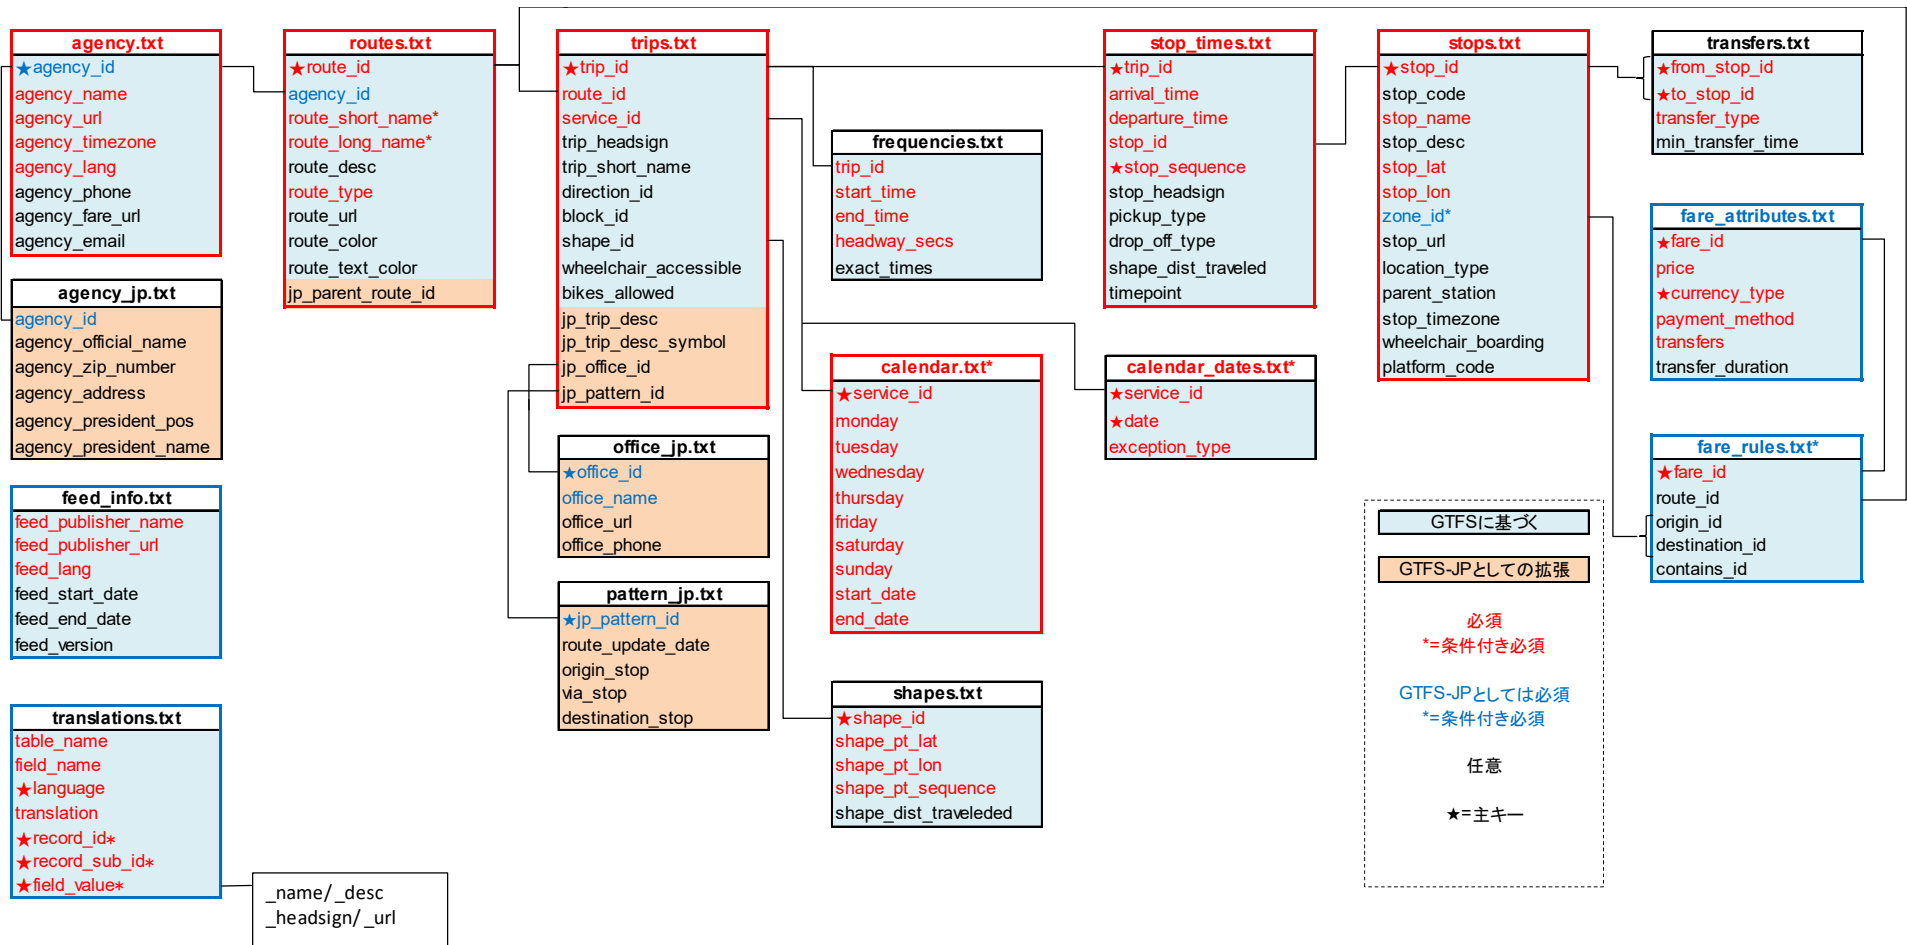 agency.txt
★agency_id
agency_name
agency_url
agency_timezone
agency_lang
agency_phone
agency_fare_url
agency_email
agency_jp.txt
agency_id
agency_official_name
agency_zip_number
agency_address
agency_president_pos
agency_president_name
feed_info.txt
feed_publisher_name
feed_publisher_url
feed_lang
feed_start_date
feed_end_date
feed_version
translations.txt
table_name
field_name
★language
translation
★record_id*
★record_sub_id*
★field_value*
_name/_desc
_headsign/_url
routes.txt
★route_id
agency_id
route_short_name*
route_long_name*
route_desc
route_type
route_url
route_color
route_text_color
jp_parent_route_id
trips.txt
★trip_id
route_id
service_id
trip_headsign
trip_short_name
direction_id
block_id
shape_id
wheelchair_accessible
bikes_allowed
jp_trip_desc
jp_trip_desc_symbol
jp_office_id
jp_pattern_id
office_jp.txt
★office_id
office_name
office_url
office_phone
pattern_jp.txt
★jp_pattern_id
route_update_date
origin_stop
via_stop
destination_stop
frequencies.txt
trip_id
start_time
end_time
headway_secs
exact_times
calendar.txt*
★service_id
monday
tuesday
wednesday
thursday
friday
saturday
sunday
start_date
end_date
shapes.txt
★shape_id
shape_pt_lat
shape_pt_lon
shape_pt_sequence
shape_dist_traveleded
stop_times.txt
★trip_id
arrival_time
departure_time
stop_id
★stop_sequence
stop_headsign
pickup_type
drop_off_type
shape_dist_traveled
timepoint
calendar_dates.txt*
★service_id
★date
exception_type
stops.txt
★stop_id
stop_code
stop_name
stop_desc
stop_lat
stop_lon
zone_id*
stop_url
location_type
parent_station
stop_timezone
wheelchair_boarding
platform_code
transfers.txt
★from_stop_id
★to_stop_id
transfer_type
min_transfer_time
fare_attributes.txt
★fare_id
price
★currency_type
payment_method
transfers
transfer_duration
fare_rules.txt*
★fare_id
route_id
origin_id
destination_id
contains_id
GTFSに基づく
GTFS-JPとしての拡張
必須
*=条件付き必須
GTFS-JPとしては必須
*=条件付き必須
任意
★=主キー